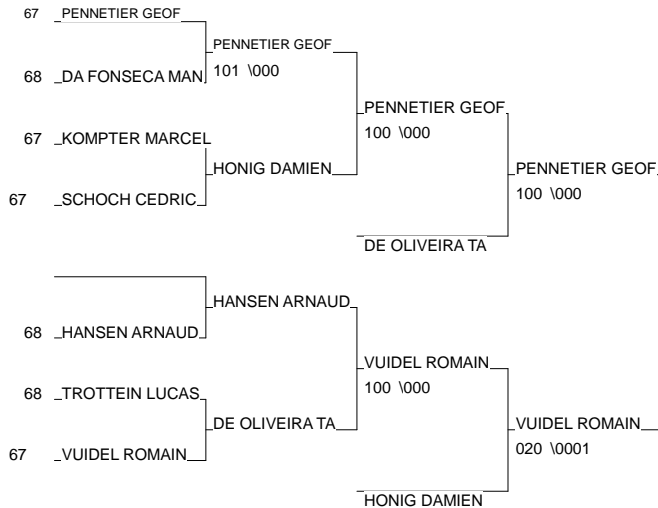 67 PENNETIER GEOF
PENNETIER GEOF
101 \000
68 DA FONSECA MAN
PENNETIER GEOF
100 \000
67 KOMPTER MARCEL
HONIG DAMIEN
PENNETIER GEOF
100 \000
67 SCHOCH CEDRIC
DE OLIVEIRA TA
HANSEN ARNAUD
68 HANSEN ARNAUD
VUIDEL ROMAIN
100 \000
68 TROTTEIN LUCAS
DE OLIVEIRA TA
VUIDEL ROMAIN
020 \0001
67 VUIDEL ROMAIN
HONIG DAMIEN